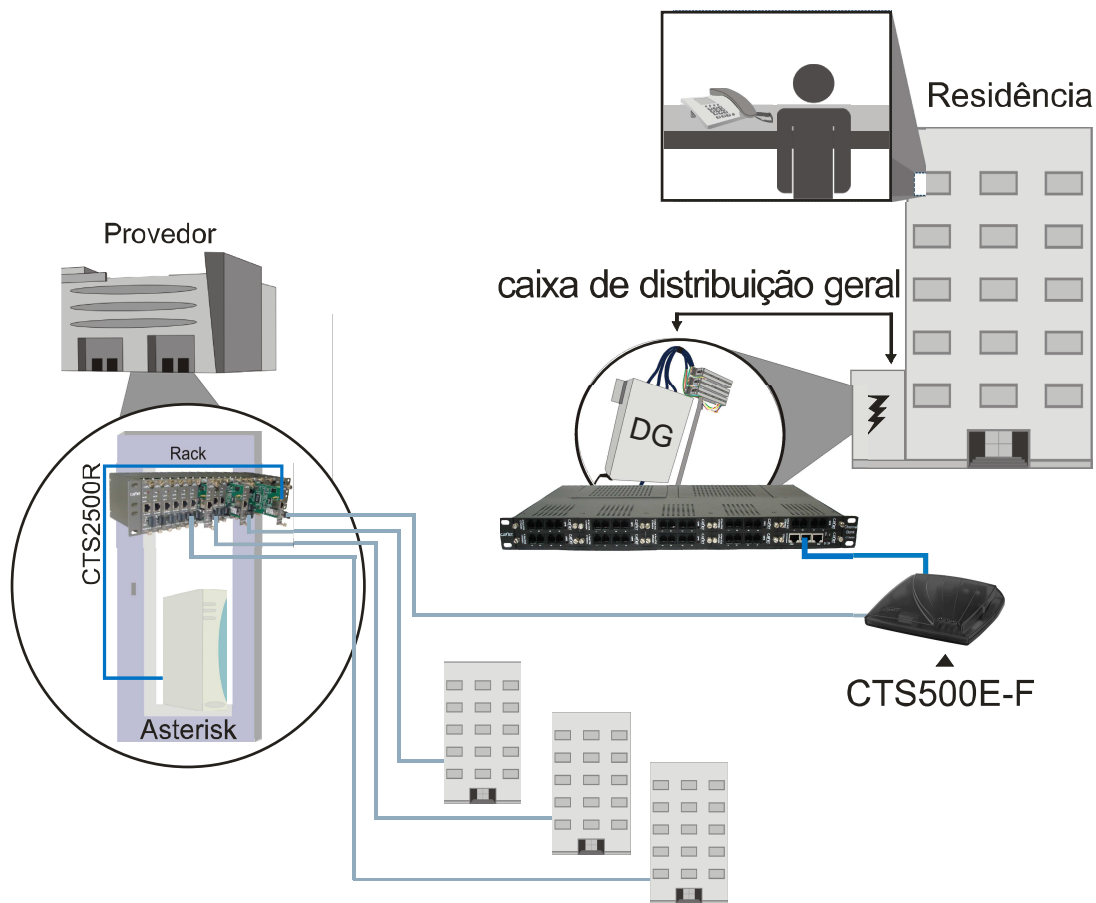 Residência
Provedor
caixa de distribuição geral
DG
Rack
CTS2500R
Asterisk
CTS500E-F